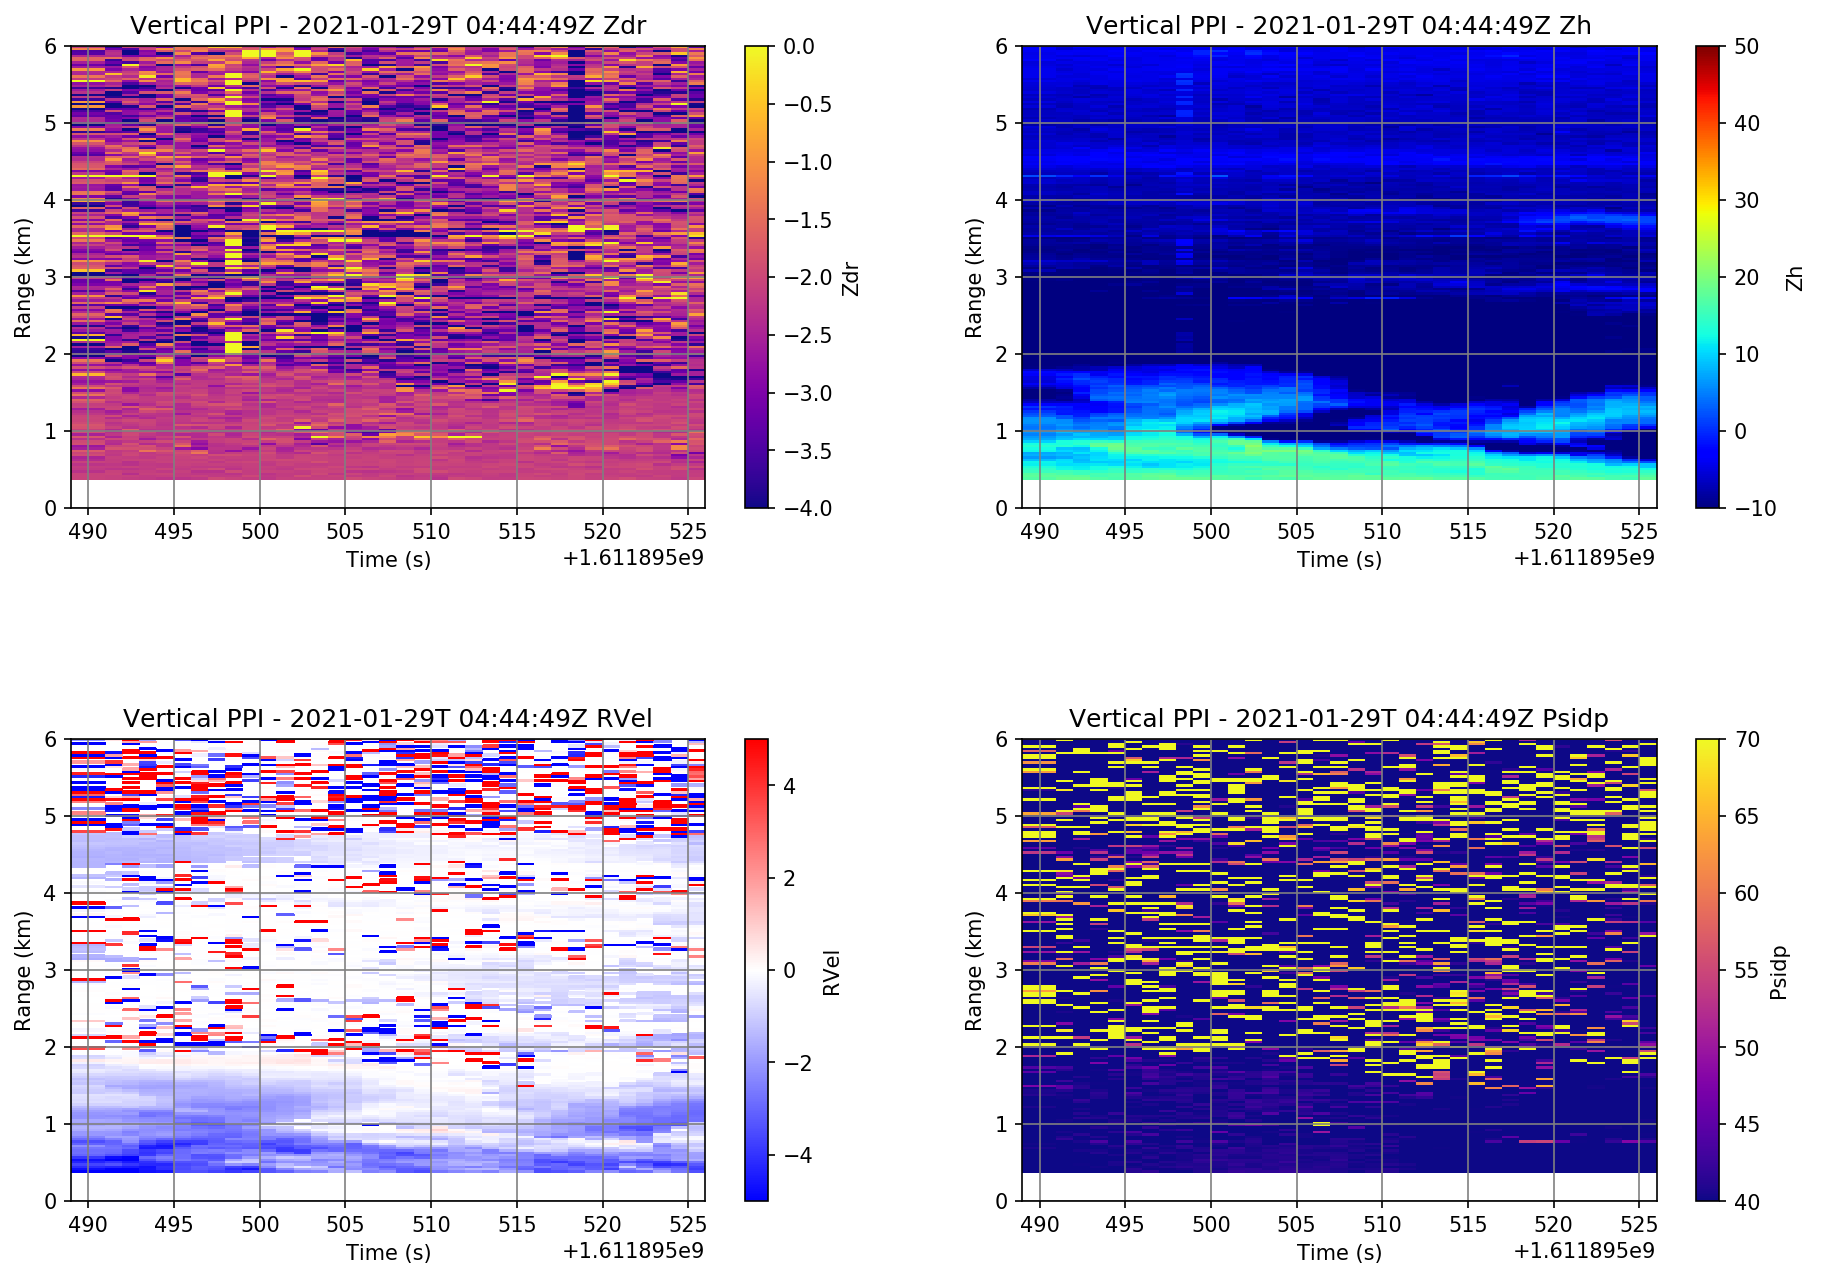 Vertical PPI - 2021-01-29T 04:44:49Z Zdr
6
5
4
3
2
1
0
Range (km)
490 495 500 505 510 515 520 525
Time (s)
+1.611895e9
0.0
−0.5
−1.0
−1.5
−2.0
−2.5
−3.0
−3.5
−4.0
Zdr
Vertical PPI - 2021-01-29T 04:44:49Z Zh
6
5
4
3
2
1
0
Range (km)
490 495 500 505 510 515 520 525
Time (s)
+1.611895e9
50
40
30
20
10
0
−10
Zh
Vertical PPI - 2021-01-29T 04:44:49Z RVel
6
5
4
3
2
1
0
Range (km)
490 495 500 505 510 515 520 525
Time (s)
+1.611895e9
4
2
0
−2
−4
RVel
Vertical PPI - 2021-01-29T 04:44:49Z Psidp
6
5
4
3
2
1
0
Range (km)
490 495 500 505 510 515 520 525
Time (s)
+1.611895e9
70
65
60
55
50
45
40
Psidp